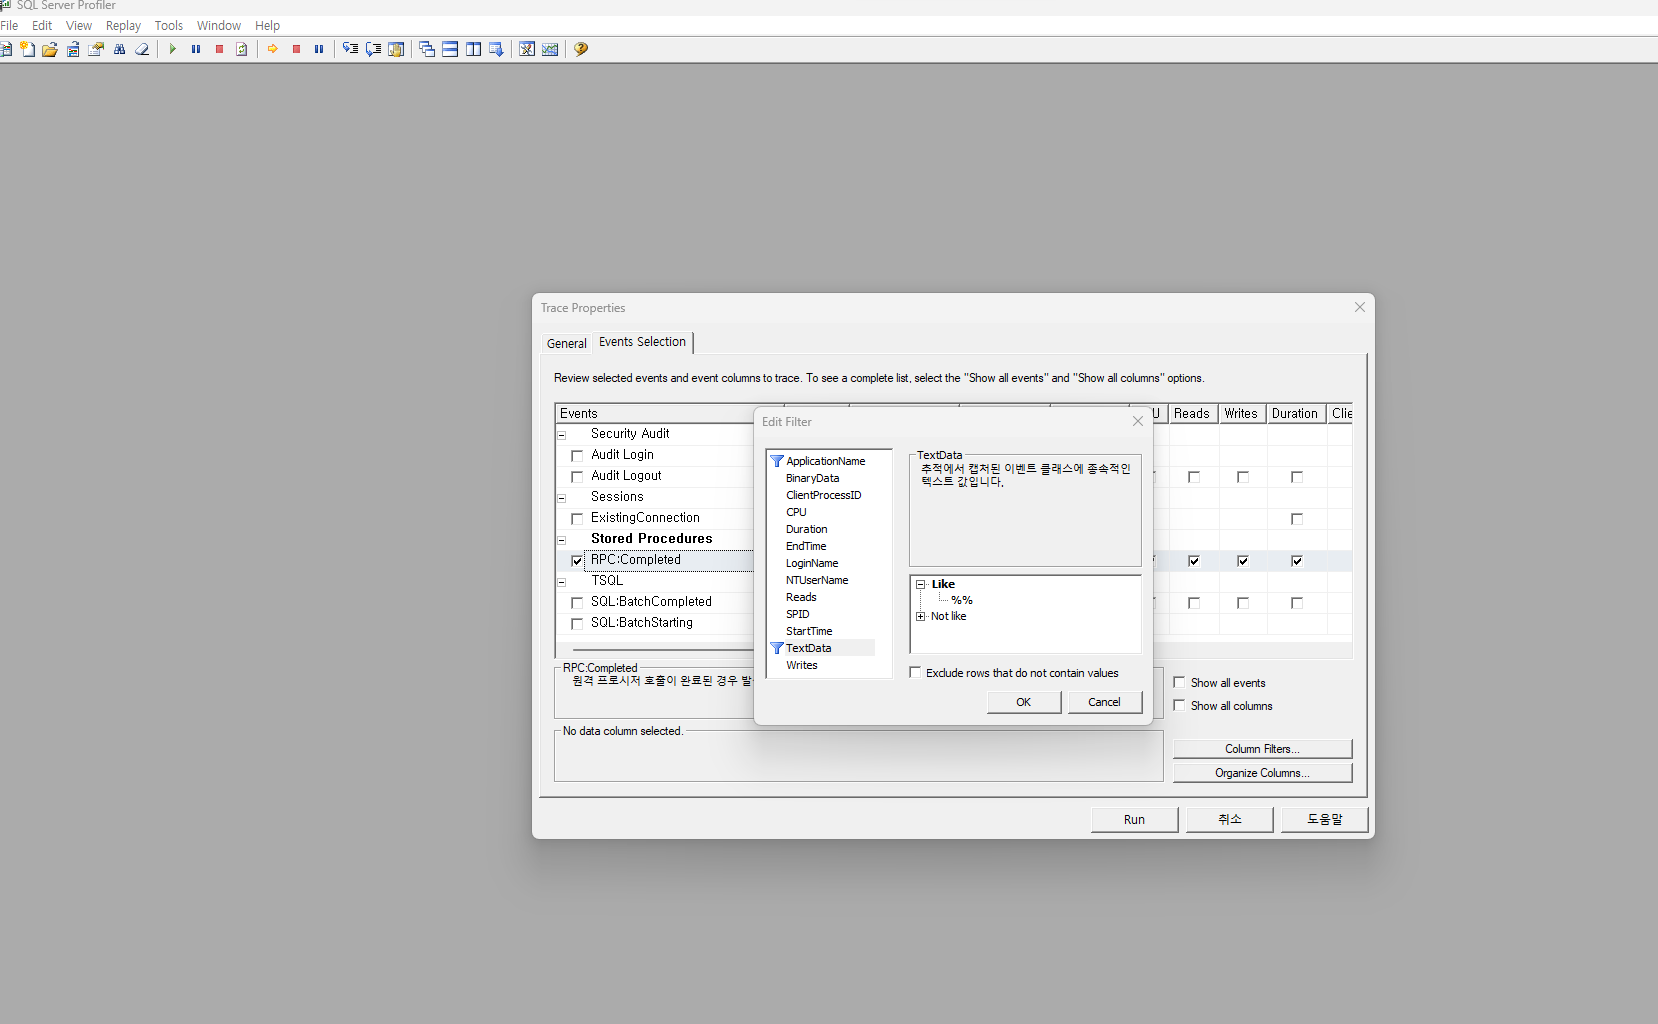 SQL Server Profiler
File Edit View Replay Tools Window Help
Trace Properties
General Events Selection
Review selected events and event columns to trace. To see a complete list, select the "Show all events" and "Show all columns" options.
Events U Reads Writes Duration Clie
Security Audit
Audit Login
Audit Logout
Sessions
ExistingConnection
Stored Procedures
RPC:Completed
TSQL
SQL:BatchCompleted
SQL:BatchStarting
Edit Filter
ApplicationName
BinaryData
ClientProcessID
CPU
Duration
EndTime
LoginName
NTUserName
Reads
SPID
StartTime
TextData
Writes
TextData
추적에서 캡처된 이벤트 클래스에 종속적인
텍스트 값입니다.
Like
%%
Not like
Exclude rows that do not contain values
OK Cancel
RPC:Completed
원격 프로시저 호출이 완료된 경우 발
No data column selected.
Show all events
Show all columns
Column Filters...
Organize Columns...
Run 취소 도움말